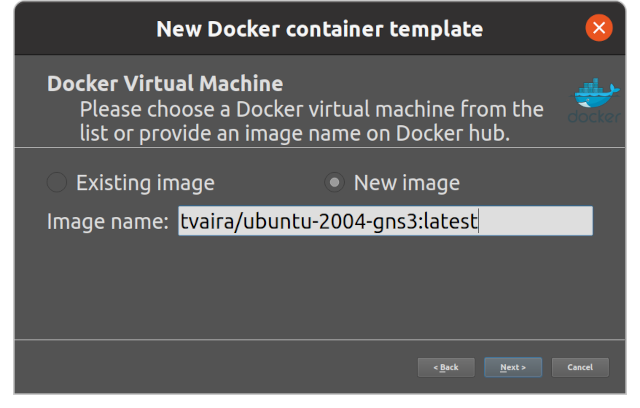 New Docker container template
Docker Virtual Machine
Please choose a Docker virtual machine from the
list or provide an image name on Docker hub.
docker
Existing image
New image
Image name: tvaira/ubuntu-2004-gns3:latest
< Back
Next >
Cancel